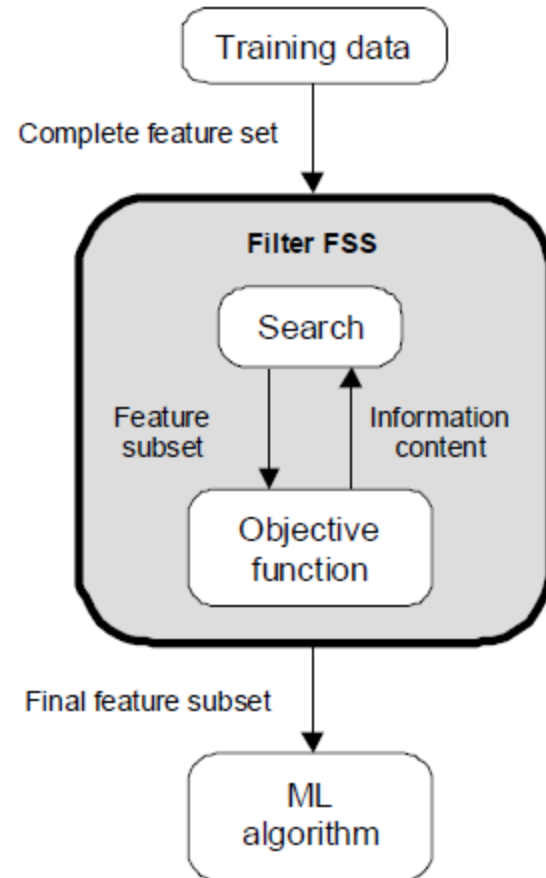 Training data
Complete feature set
Filter FSS
Search
Feature
subset
Information
content
Objective
function
Final feature subset
ML
algorithm